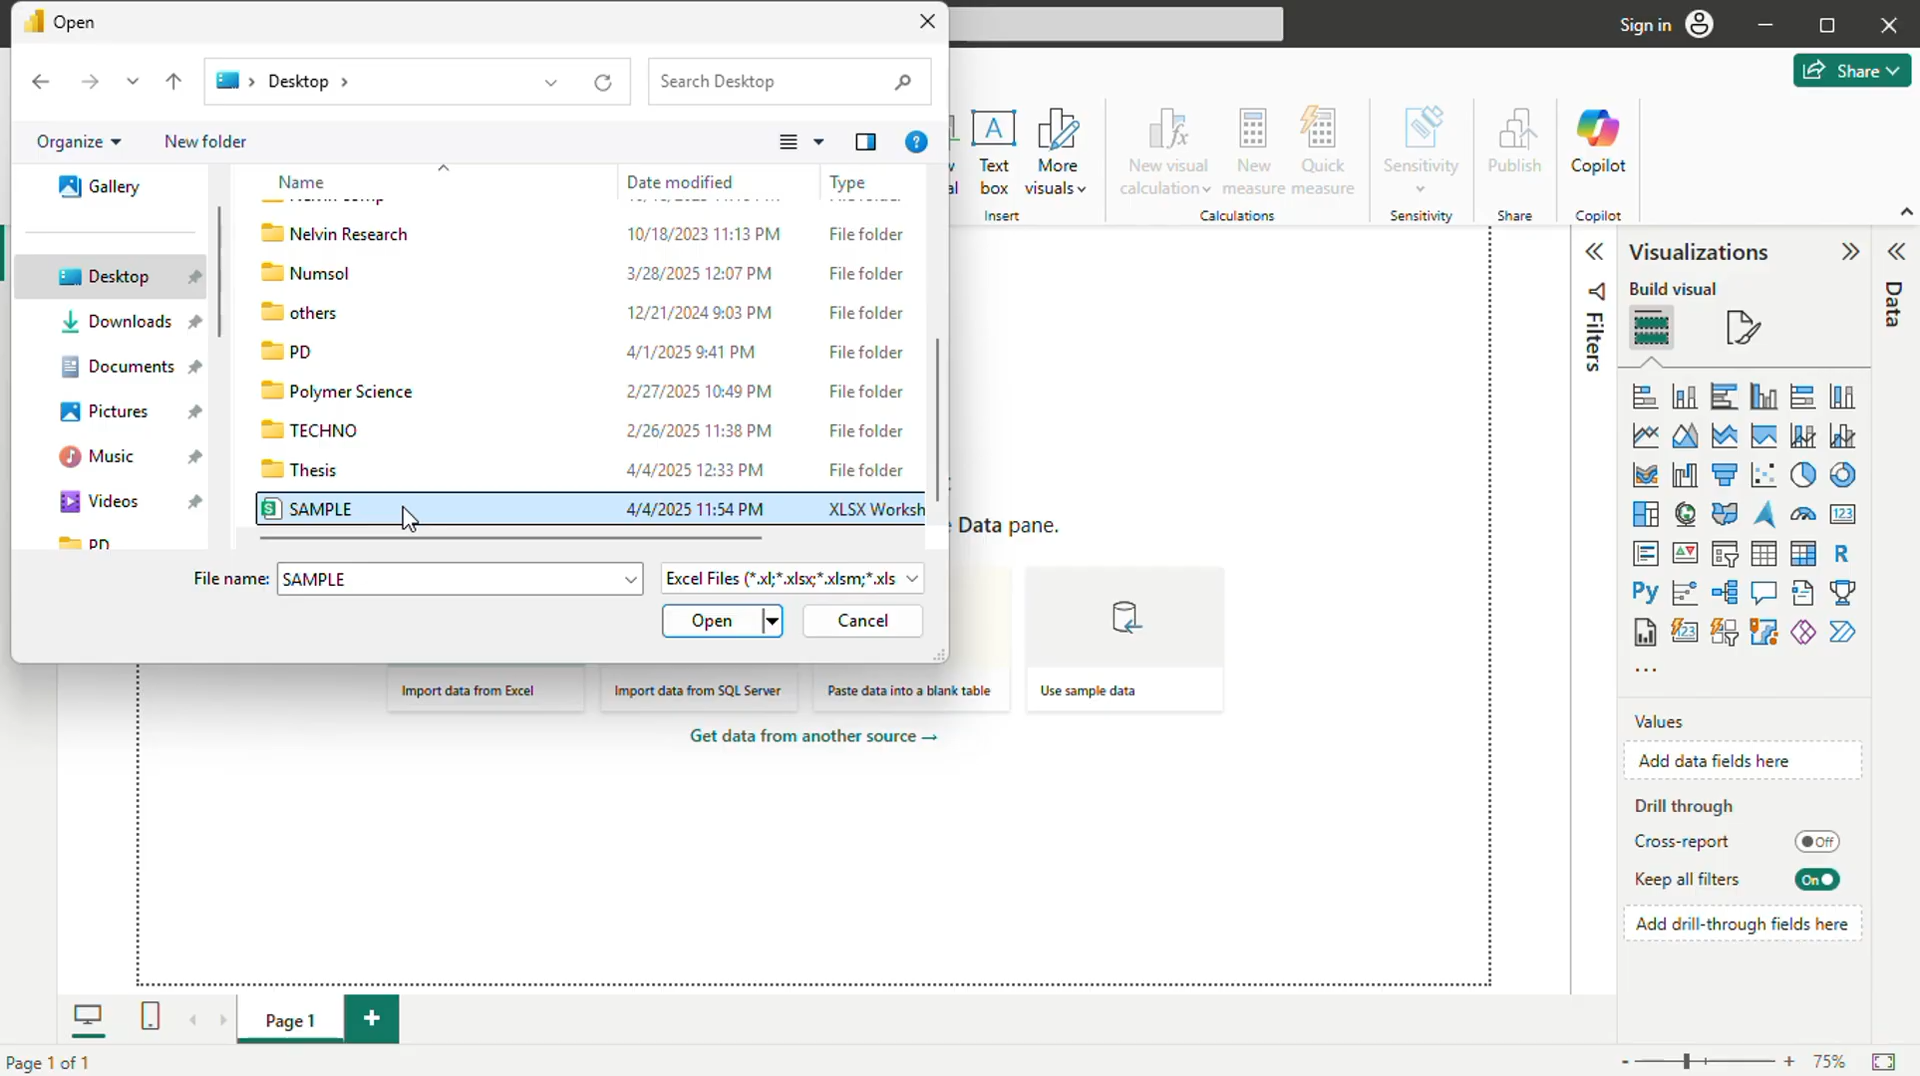 Open
Sign in
Desktop
Search Desktop
Share
Organize
New folder
Text box
More visuals
New visual calculation
New measure
Quick measure
Sensitivity
Publish
Copilot
Insert
Calculations
Sensitivity
Share
Copilot
Gallery
Desktop
Downloads
Documents
Pictures
Music
Videos
PD
Name Date modified Type
Nelvin Research 10/18/2023 11:13 PM File folder
Numsol 3/28/2025 12:07 PM File folder
others 12/21/2024 9:03 PM File folder
PD 4/1/2025 9:41 PM File folder
Polymer Science 2/27/2025 10:49 PM File folder
TECHNO 2/26/2025 11:38 PM File folder
Thesis 4/4/2025 12:33 PM File folder
SAMPLE 4/4/2025 11:54 PM XLSX Worksh
File name: SAMPLE
Excel Files (*.xl;*.xlsx;*.xlsm;*.xls
Open
Cancel
Data pane.
Import data from Excel
Import data from SQL Server
Paste data into a blank table
Use sample data
Get data from another source →
Filters
Visualizations
Build visual
Data
123
R
Py
123
Values
Add data fields here
Drill through
Cross-report Off
Keep all filters On
Add drill-through fields here
Page 1
Page 1 of 1
- + 75%